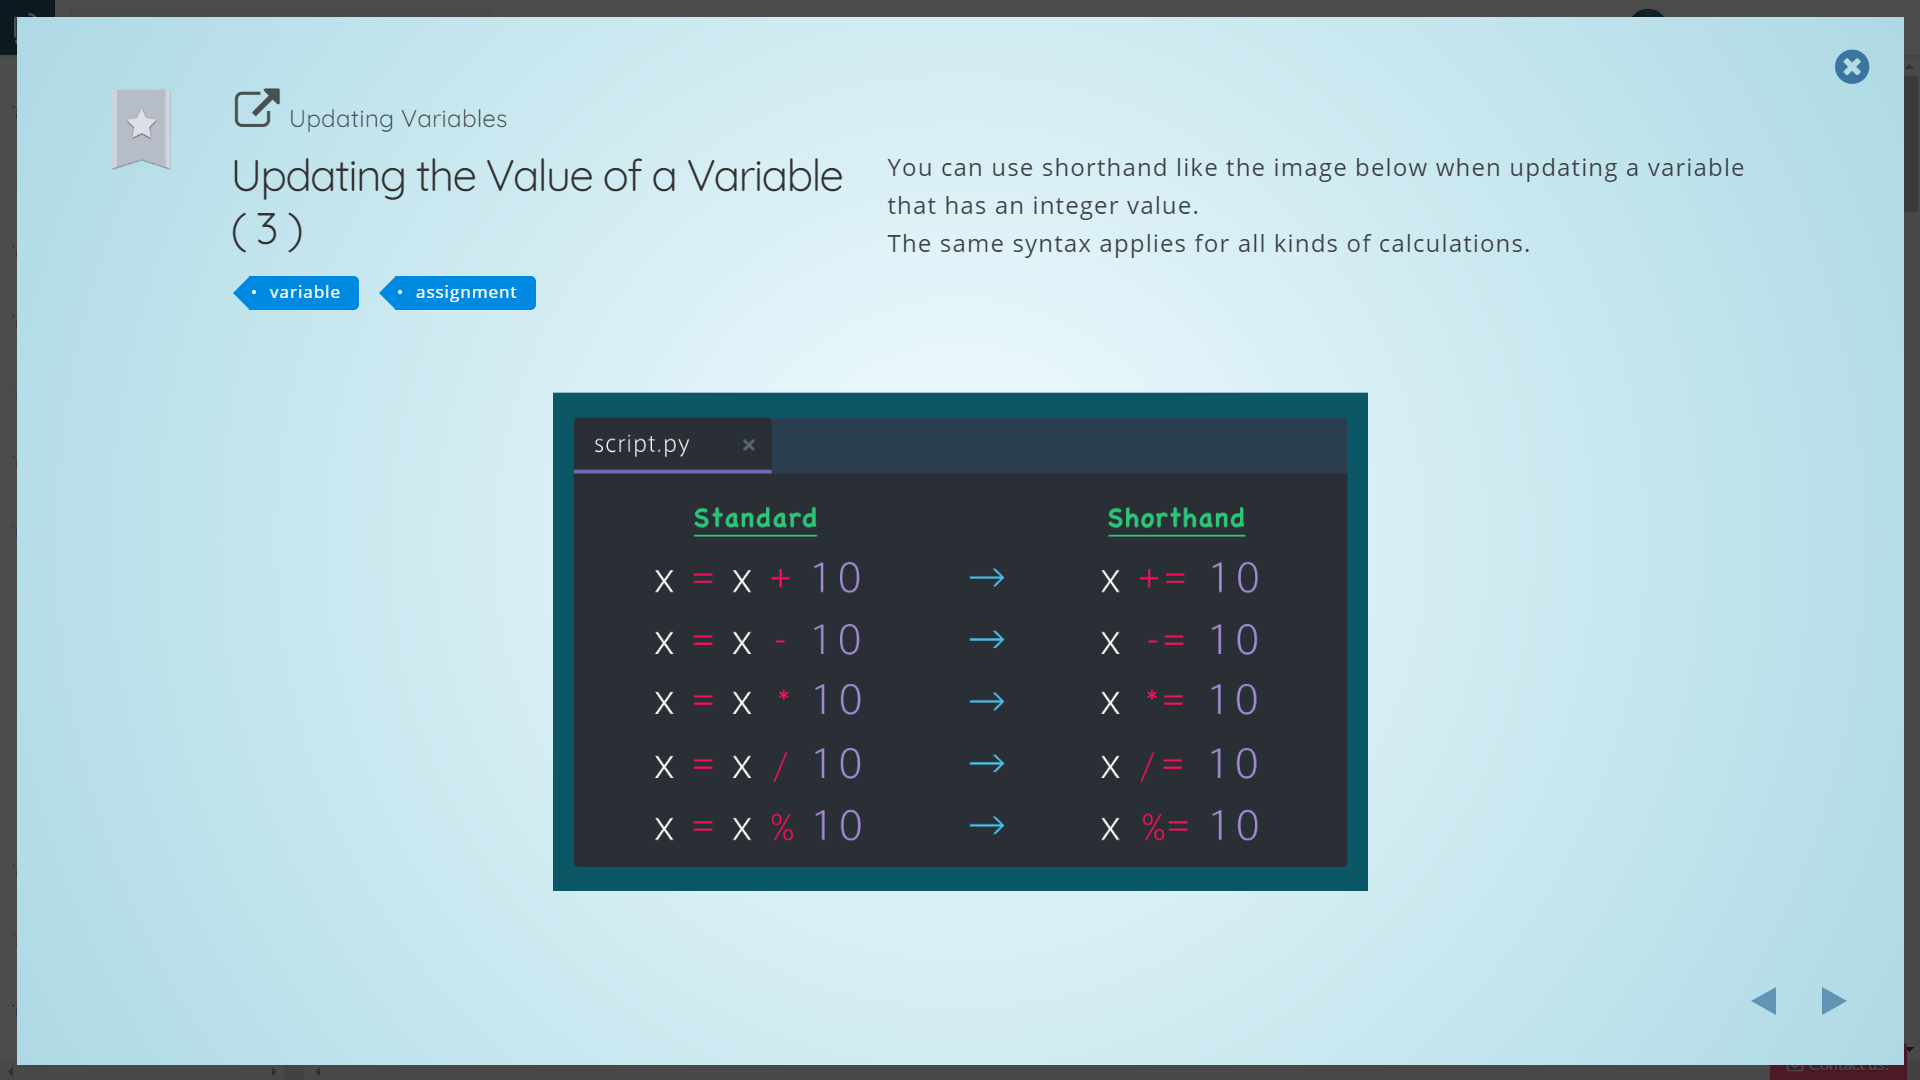 Updating Variables
Updating the Value of a Variable
( 3 )
variable
assignment
You can use shorthand like the image below when updating a variable
that has an integer value.
The same syntax applies for all kinds of calculations.
script.py ×
Standard Shorthand
x = x + 10 → x += 10
x = x - 10 → x -= 10
x = x * 10 → x *= 10
x = x / 10 → x /= 10
x = x % 10 → x %= 10
Contact us!